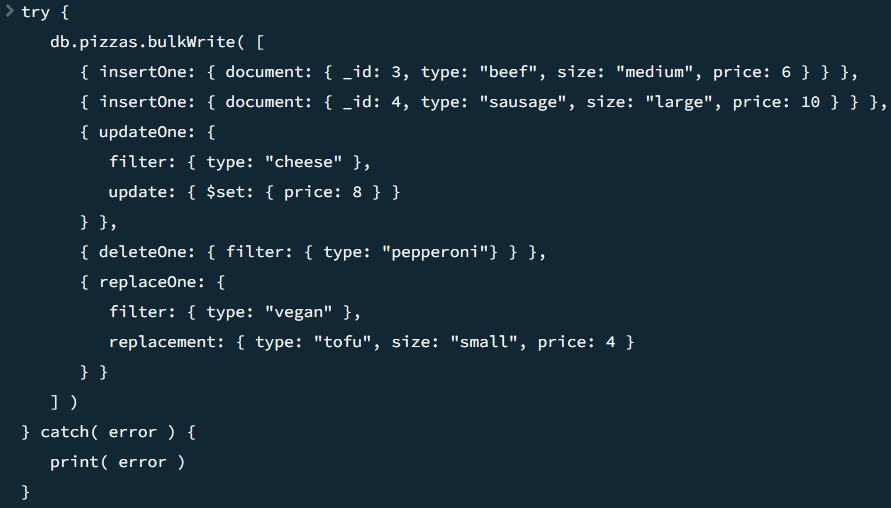 try {
db.pizzas.bulkWrite( [
{ insertOne: { document: { _id: 3, type: "beef", size: "medium", price: 6 } } },
{ insertOne: { document: { _id: 4, type: "sausage", size: "large", price: 10 } } },
{ updateOne: {
filter: { type: "cheese" },
update: { $set: { price: 8 } }
} },
{ deleteOne: { filter: { type: "pepperoni"} } },
{ replaceOne: {
filter: { type: "vegan" },
replacement: { type: "tofu", size: "small", price: 4 }
} }
] )
} catch( error ) {
print( error )
}